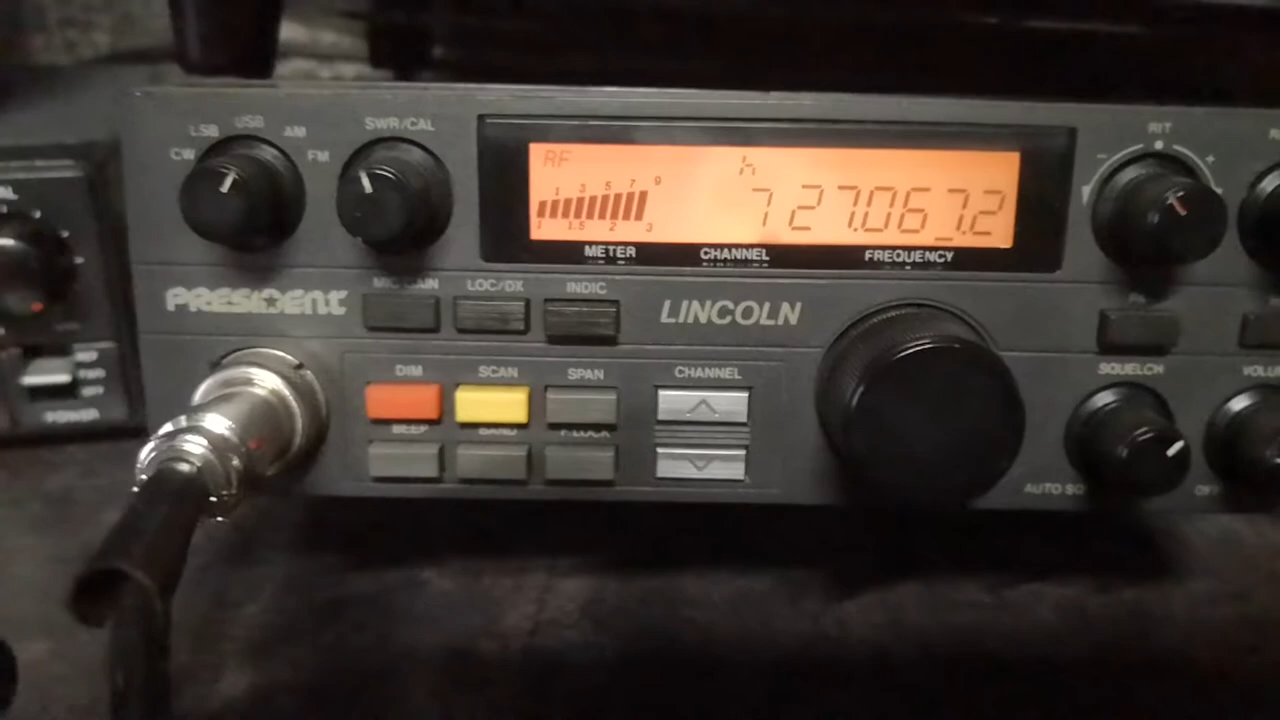 CW LSB USB AM FM
SWR/CAL
RIT
- +
RF
h
1 3 5 7 9
1 1.5 2 3
7 27.067.2
METER CHANNEL FREQUENCY
PRESIDENT
MIC GAIN LOC/DX INDIC
LINCOLN
DIM SCAN SPAN CHANNEL
SQUELCH
BEEP BAND F.LOCK
AUTO SQ
POWER
OFF